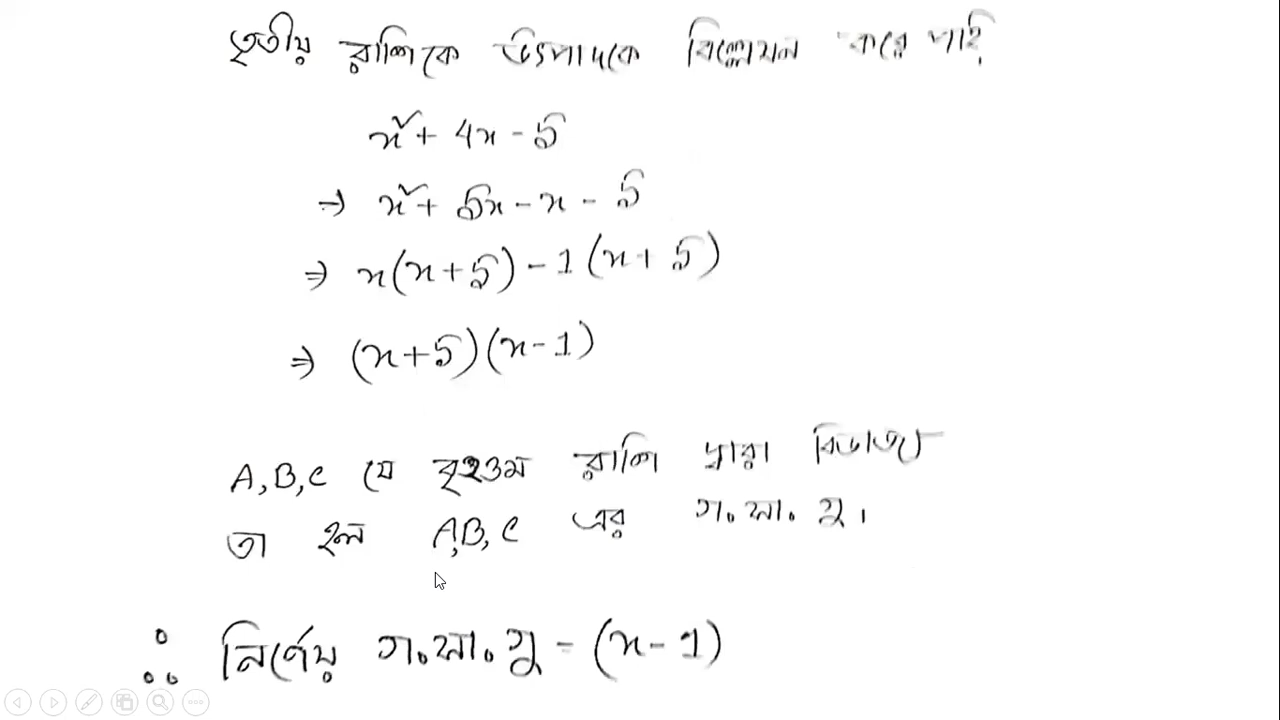 তৃতীয় রাশিকে উৎপাদকে বিশ্লেষন করে পাই,
x² + 4x - 5
⇒ x² + 5x - x - 5
⇒ x(x+5) - 1(x+5)
⇒ (x+5)(x-1)
A,B,C যে বৃহত্তম রাশি দ্বারা বিভাজ্য
তা হল A,B,C এর গ.সা.গু।
∴ নির্ণেয় গ.সা.গু = (x-1)